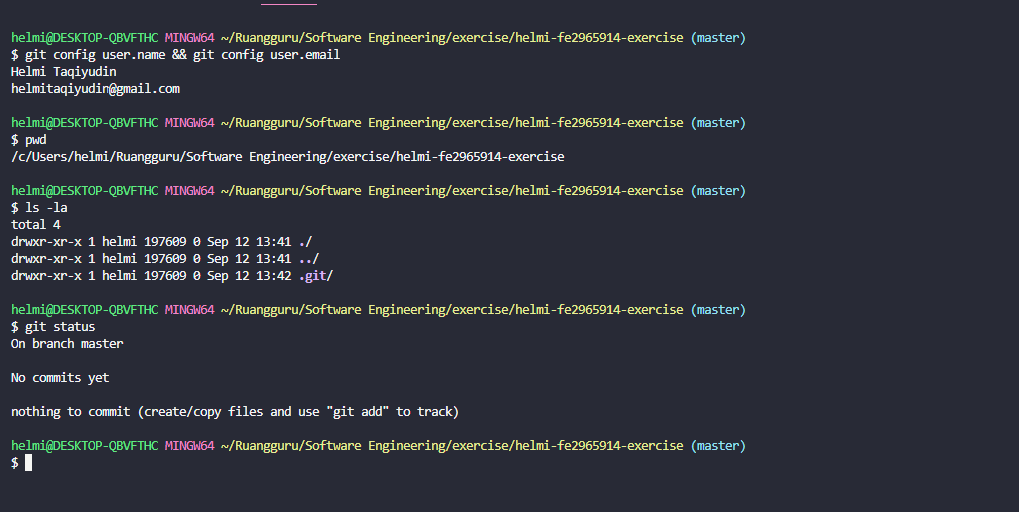 helmi@DESKTOP-QBVFTHC MINGW64 ~/Ruangguru/Software Engineering/exercise/helmi-fe2965914-exercise (master)
$ git config user.name && git config user.email
Helmi Taqiyudin
helmitaqiyudin@gmail.com
helmi@DESKTOP-QBVFTHC MINGW64 ~/Ruangguru/Software Engineering/exercise/helmi-fe2965914-exercise (master)
$ pwd
/c/Users/helmi/Ruangguru/Software Engineering/exercise/helmi-fe2965914-exercise
helmi@DESKTOP-QBVFTHC MINGW64 ~/Ruangguru/Software Engineering/exercise/helmi-fe2965914-exercise (master)
$ ls -la
total 4
drwxr-xr-x 1 helmi 197609 0 Sep 12 13:41 ./
drwxr-xr-x 1 helmi 197609 0 Sep 12 13:41 ../
drwxr-xr-x 1 helmi 197609 0 Sep 12 13:42 .git/
helmi@DESKTOP-QBVFTHC MINGW64 ~/Ruangguru/Software Engineering/exercise/helmi-fe2965914-exercise (master)
$ git status
On branch master
No commits yet
nothing to commit (create/copy files and use "git add" to track)
helmi@DESKTOP-QBVFTHC MINGW64 ~/Ruangguru/Software Engineering/exercise/helmi-fe2965914-exercise (master)
$